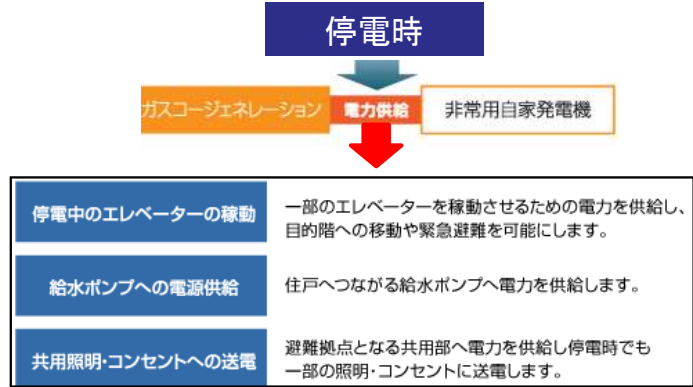 停電時
ガスコージェネレーション 電力供給 非常用自家発電機
停電中のエレベーターの稼動
一部のエレベーターを稼動させるための電力を供給し、
目的階への移動や緊急避難を可能にします。
給水ポンプへの電源供給
住戸へつながる給水ポンプへ電力を供給します。
共用照明・コンセントへの送電
避難拠点となる共用部へ電力を供給し停電時でも
一部の照明・コンセントに送電します。